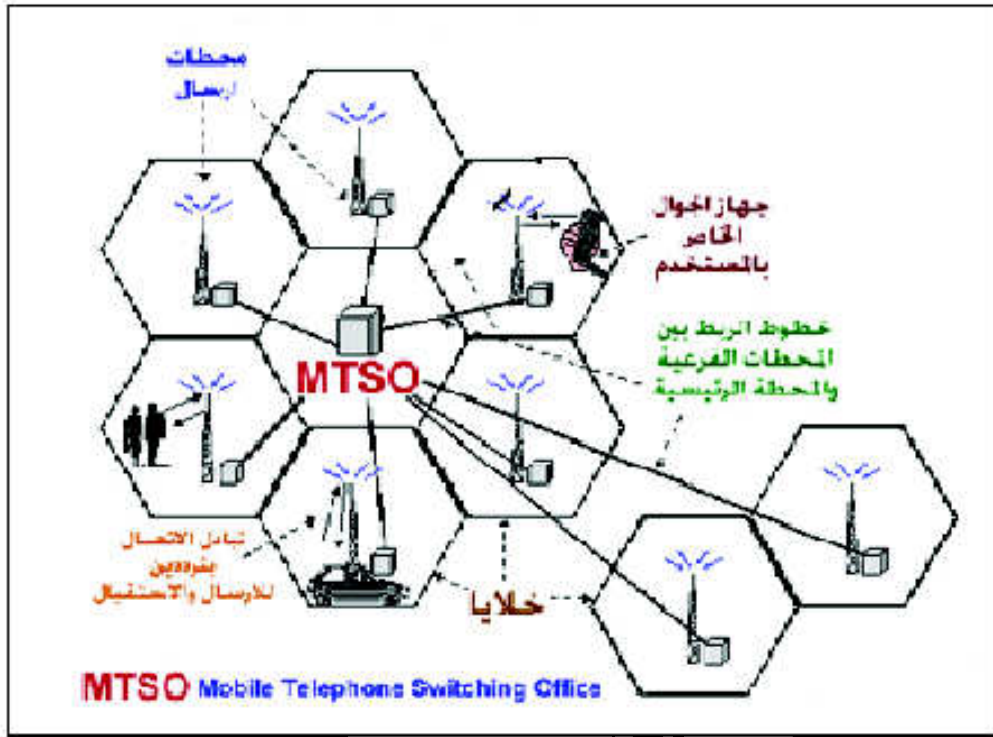 محطات
ارسال
جهاز الجوال
الخاص
بالمستخدم
خطوط الربط بين
المحطات الفرعية
والمحطة الرئيسية
MTSO
تبادل الاتصال
بترددين
للارسال والاستقبال
خلايا
MTSO Mobile Telephone Switching Office